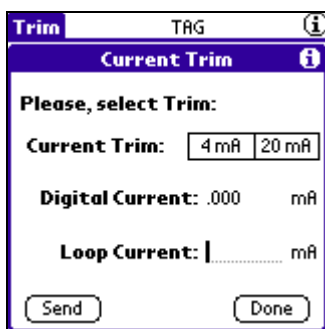 Trim TAG i
Current Trim i
Please, select Trim:
Current Trim: 4 mA 20 mA
Digital Current: .000 mA
Loop Current: mA
Send Done